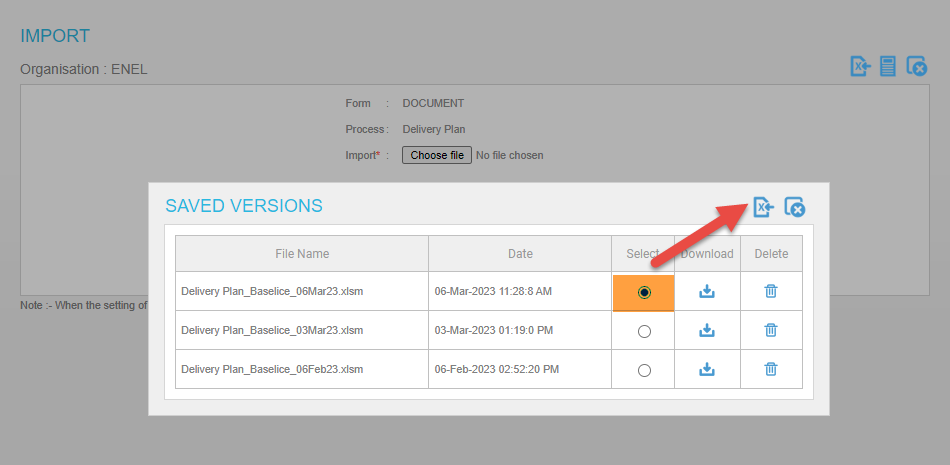 IMPORT
Organisation : ENEL
Form : DOCUMENT
Process : Delivery Plan
Import* : Choose file No file chosen
SAVED VERSIONS
File Name Date Select Download Delete
Delivery Plan_Baselice_06Mar23.xlsm 06-Mar-2023 11:28:8 AM
Delivery Plan_Baselice_03Mar23.xlsm 03-Mar-2023 01:19:0 PM
Delivery Plan_Baselice_06Feb23.xlsm 06-Feb-2023 02:52:20 PM
Note :- When the setting of